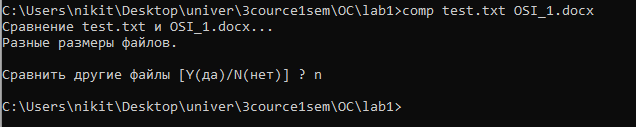 C:\Users\nikit\Desktop\univer\3cource1sem\OC\lab1>comp test.txt OSI_1.docx
Сравнение test.txt и OSI_1.docx...
Разные размеры файлов.
Сравнить другие файлы [Y(да)/N(нет)] ? n
C:\Users\nikit\Desktop\univer\3cource1sem\OC\lab1>